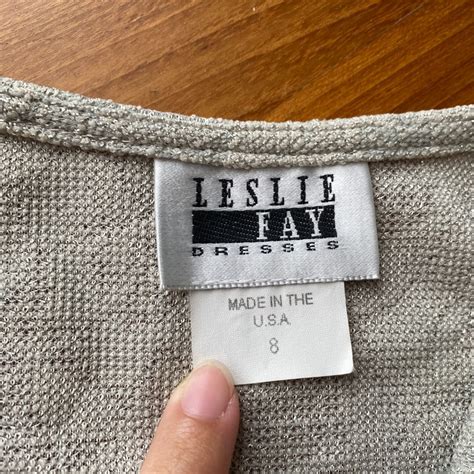 LESLIE
FAY
DRESSES
MADE IN THE
U.S.A.
8